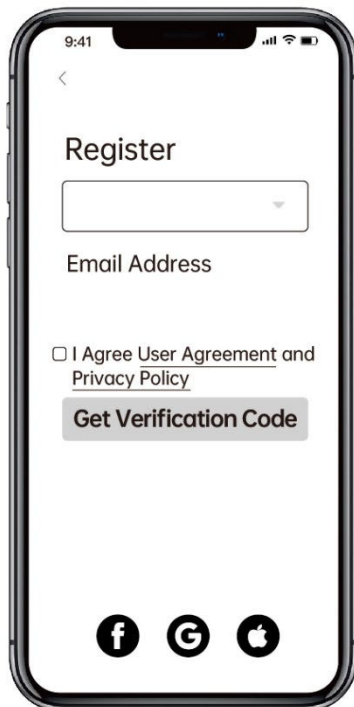 9:41
Register
Email Address
I Agree User Agreement and
Privacy Policy
Get Verification Code